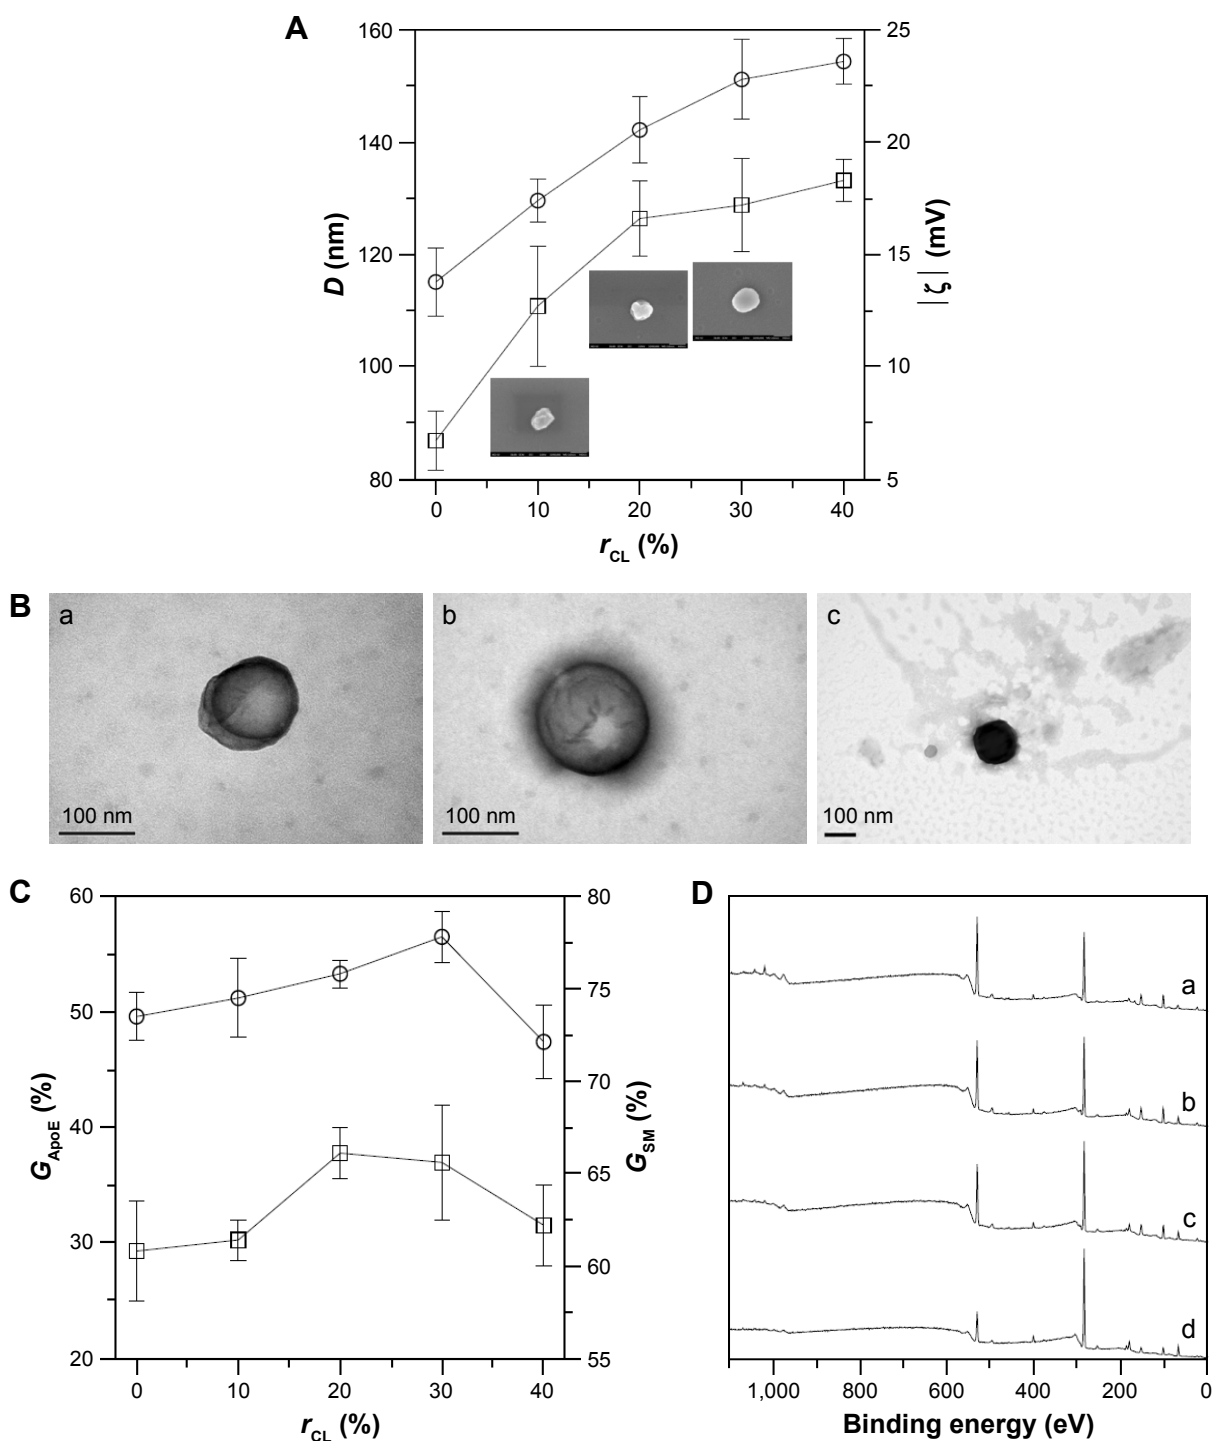 A
160
140
120
100
80
D (nm)
25
20
15
10
5
|ζ| (mV)
0 10 20 30 40
r_CL (%)
B
a
100 nm
b
100 nm
c
100 nm
C
60
50
40
30
20
G_ApoE (%)
80
75
70
65
60
55
G_SM (%)
0 10 20 30 40
r_CL (%)
D
a
b
c
d
1,000 800 600 400 200 0
Binding energy (eV)